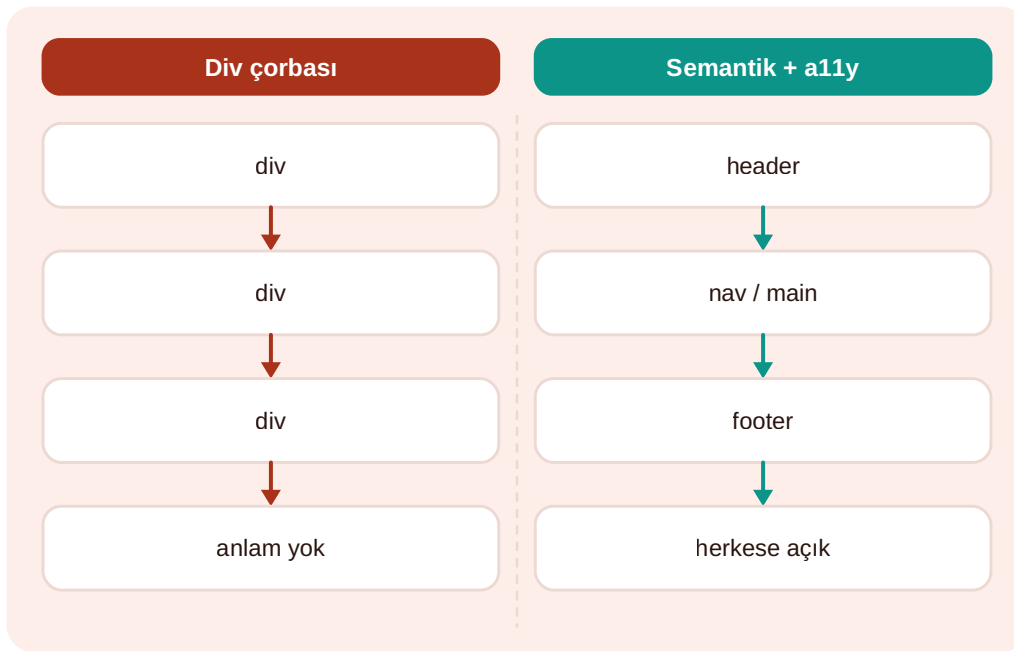 Div çorbası
div
div
div
anlam yok
Semantik + a11y
header
nav / main
footer
herkese açık